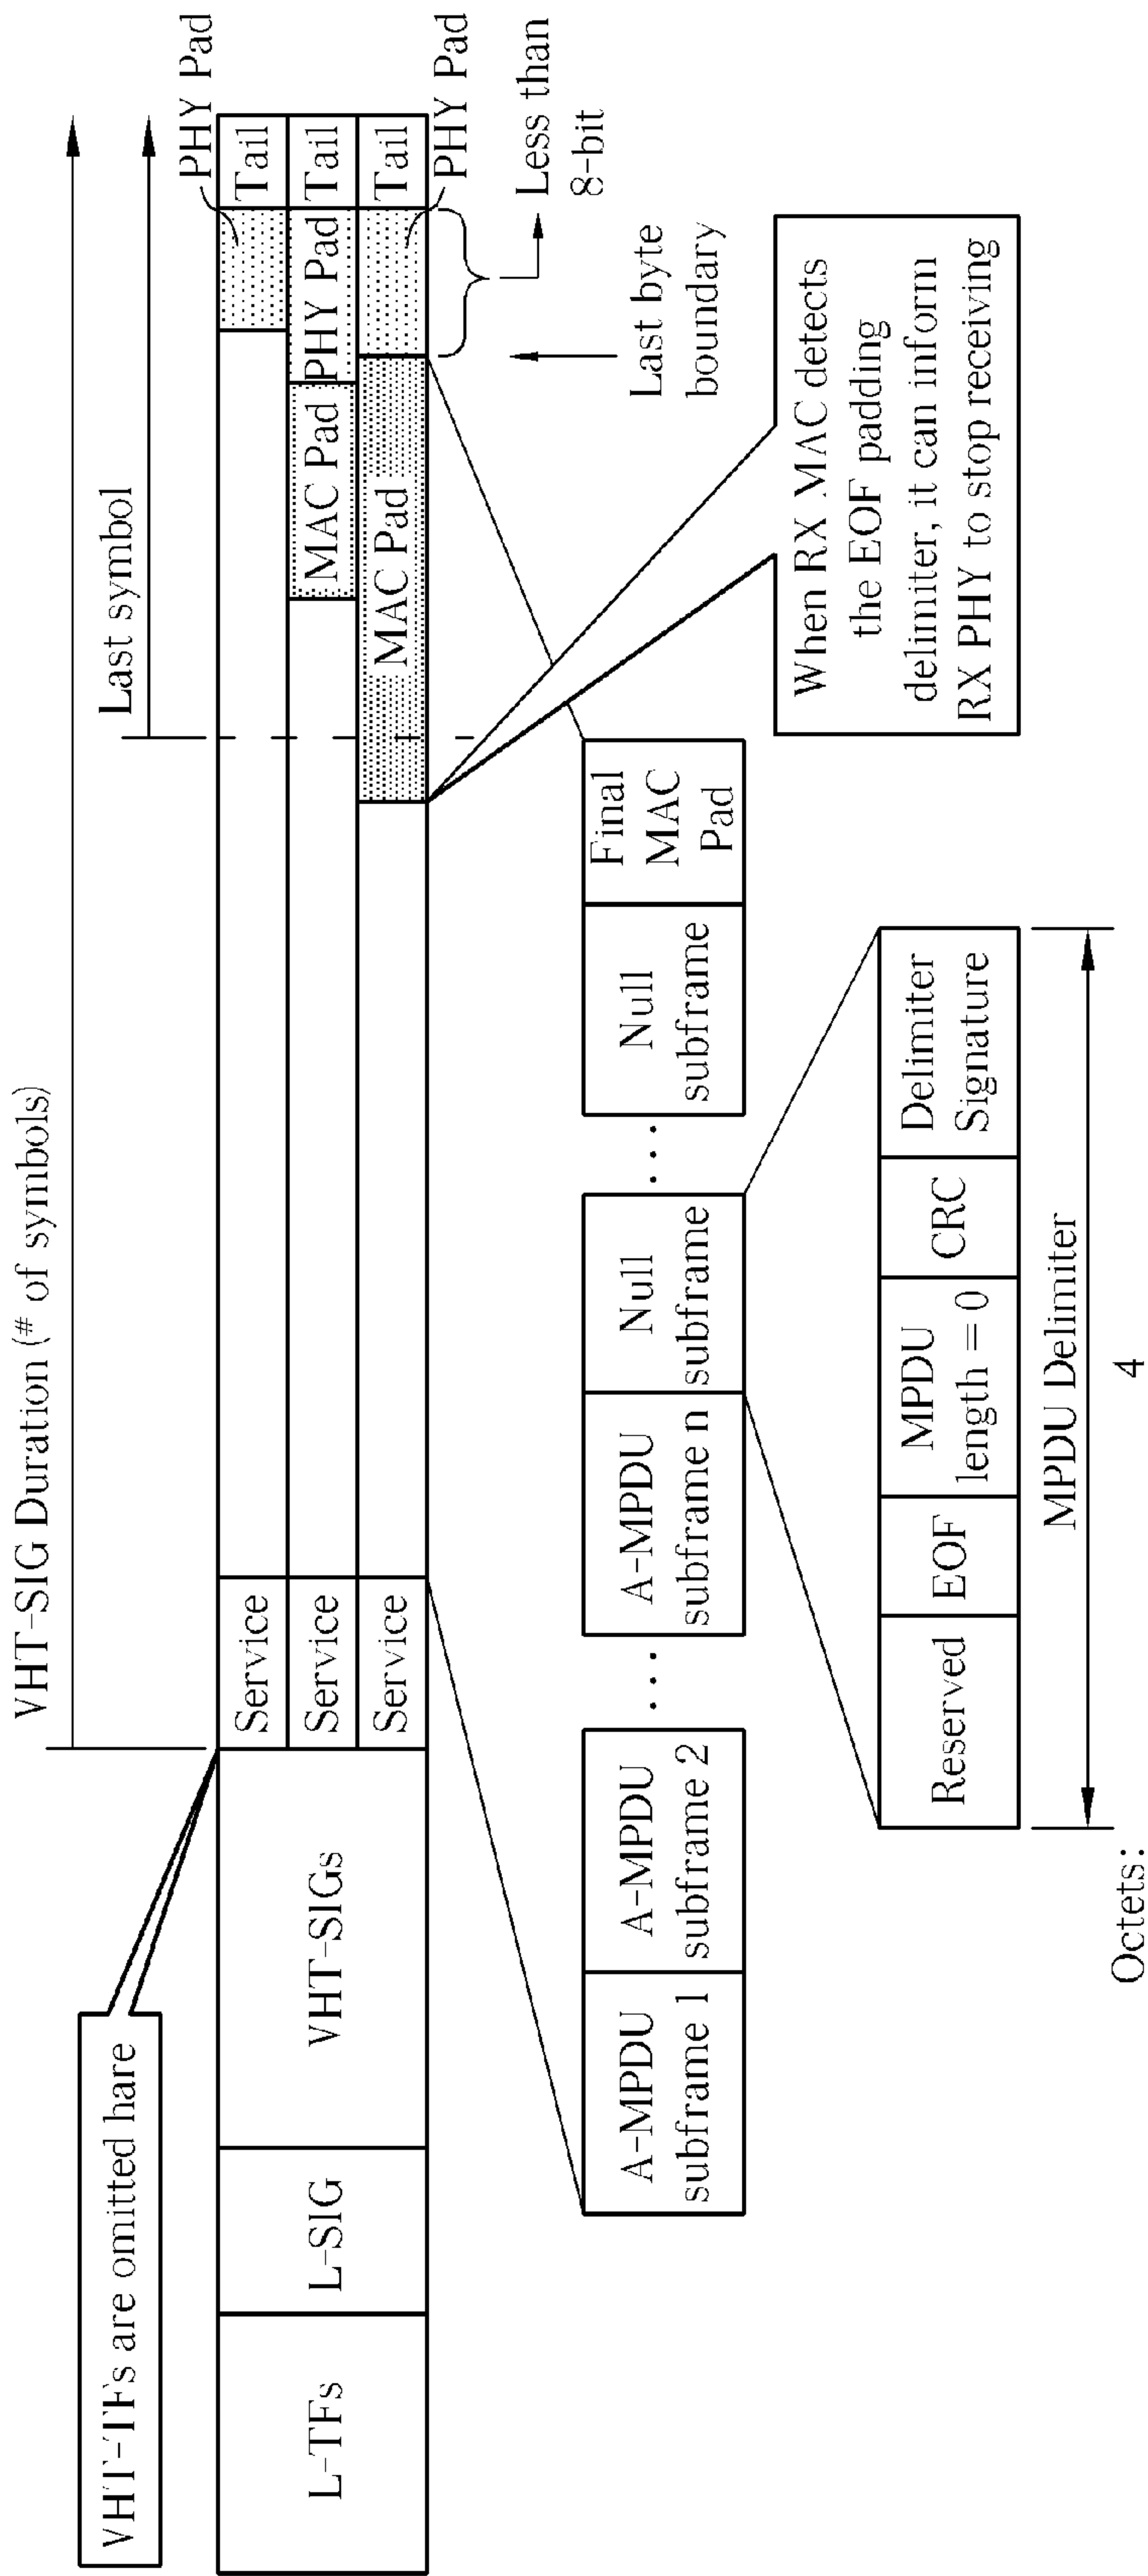 VHT-SIG Duration (# of symbols)
Last symbol
VHT-TFs are omitted hare
PHY Pad
L-TFs
L-SIG
VHT-SIGs
Service
Tail
Service
MAC Pad
PHY Pad
Tail
Service
MAC Pad
Tail
PHY Pad
Less than
8-bit
Last byte
boundary
A-MPDU
subframe 1
A-MPDU
subframe 2
....
A-MPDU
subframe n
Null
subframe
....
Null
subframe
Final
MAC
Pad
When RX MAC detects
the EOF padding
delimiter, it can inform
RX PHY to stop receiving
Reserved
EOF
MPDU
length = 0
CRC
Delimiter
Signature
MPDU Delimiter
Octets:
4